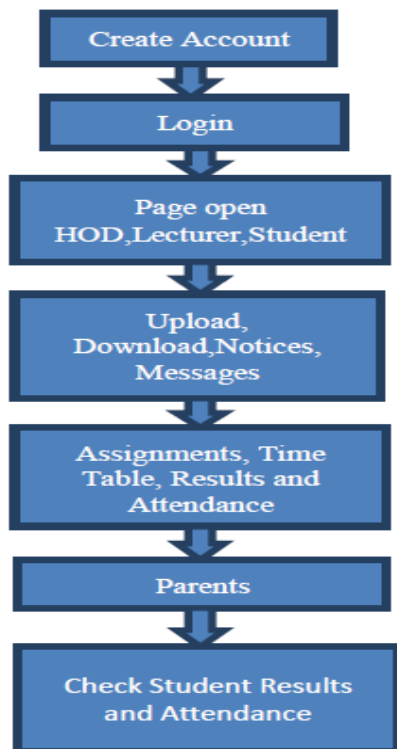 Create Account
Login
Page open
HOD,Lecturer,Student
Upload,
Download,Notices,
Messages
Assignments, Time
Table, Results and
Attendance
Parents
Check Student Results
and Attendance